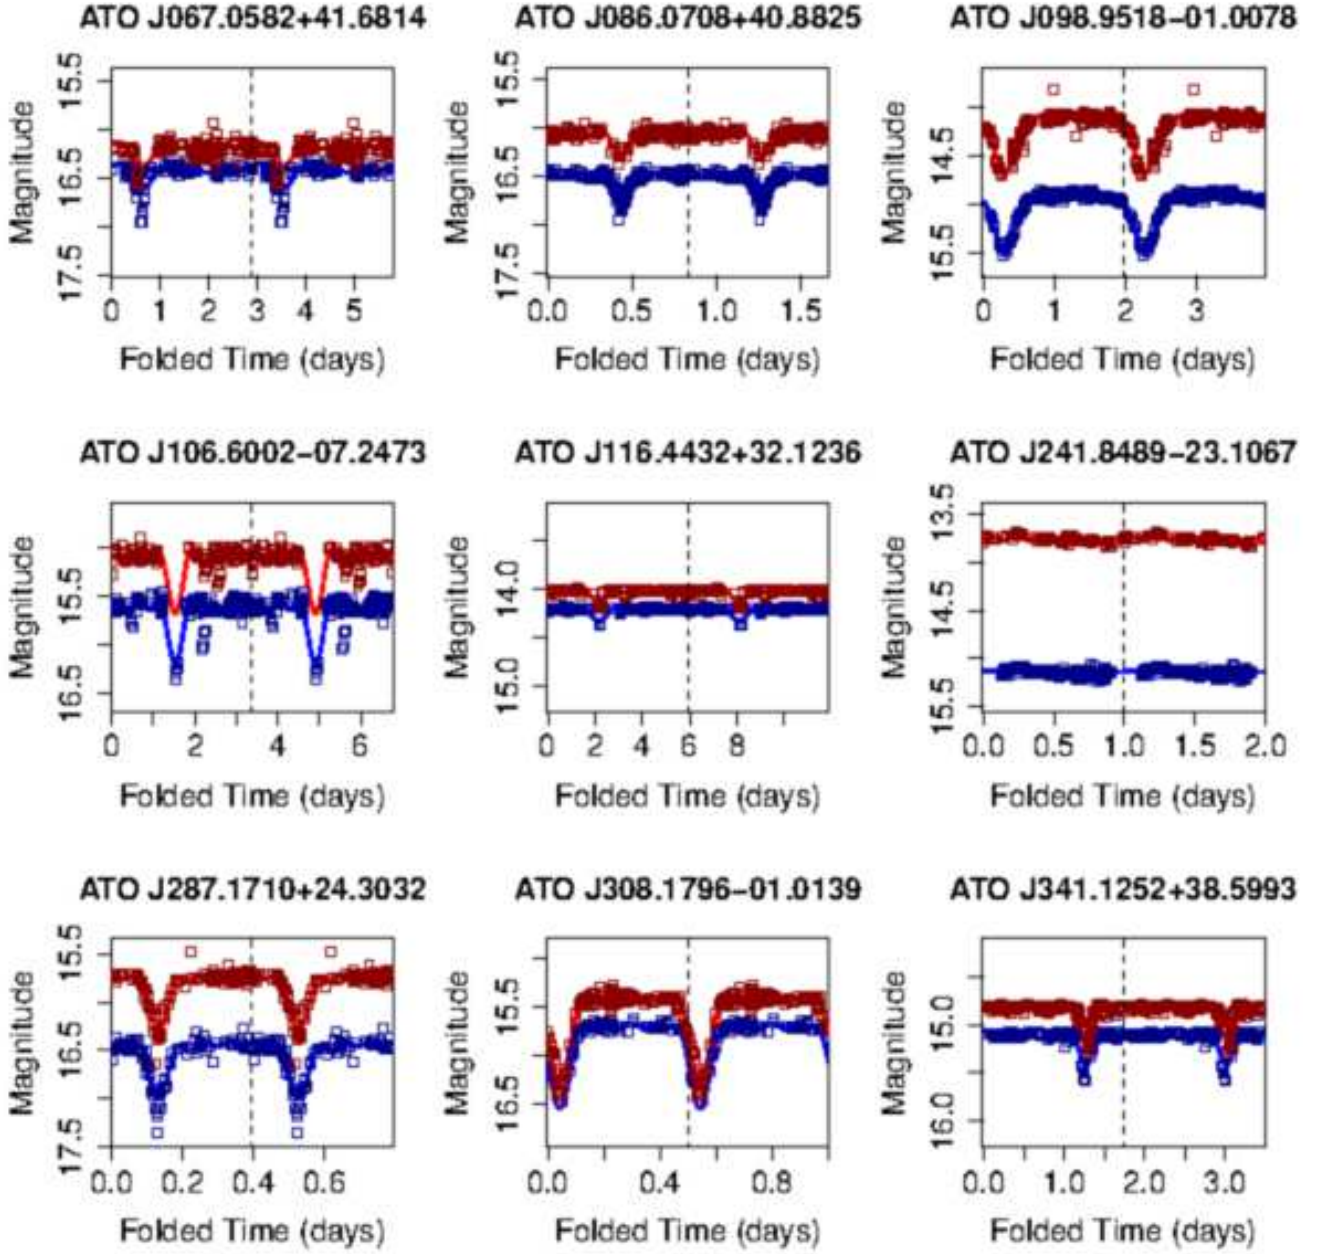 ATO J067.0582+41.6814
Magnitude
15.5
16.5
17.5
0 1 2 3 4 5
Folded Time (days)
ATO J086.0708+40.8825
Magnitude
15.5
16.5
17.5
0.0 0.5 1.0 1.5
Folded Time (days)
ATO J098.9518−01.0078
Magnitude
14.5
15.5
0 1 2 3
Folded Time (days)
ATO J106.6002−07.2473
Magnitude
15.5
16.5
0 2 4 6
Folded Time (days)
ATO J116.4432+32.1236
Magnitude
14.0
15.0
0 2 4 6 8
Folded Time (days)
ATO J241.8489−23.1067
Magnitude
13.5
14.5
15.5
0.0 0.5 1.0 1.5 2.0
Folded Time (days)
ATO J287.1710+24.3032
Magnitude
15.5
16.5
17.5
0.0 0.2 0.4 0.6
Folded Time (days)
ATO J308.1796−01.0139
Magnitude
15.5
16.5
0.0 0.4 0.8
Folded Time (days)
ATO J341.1252+38.5993
Magnitude
15.0
16.0
0.0 1.0 2.0 3.0
Folded Time (days)